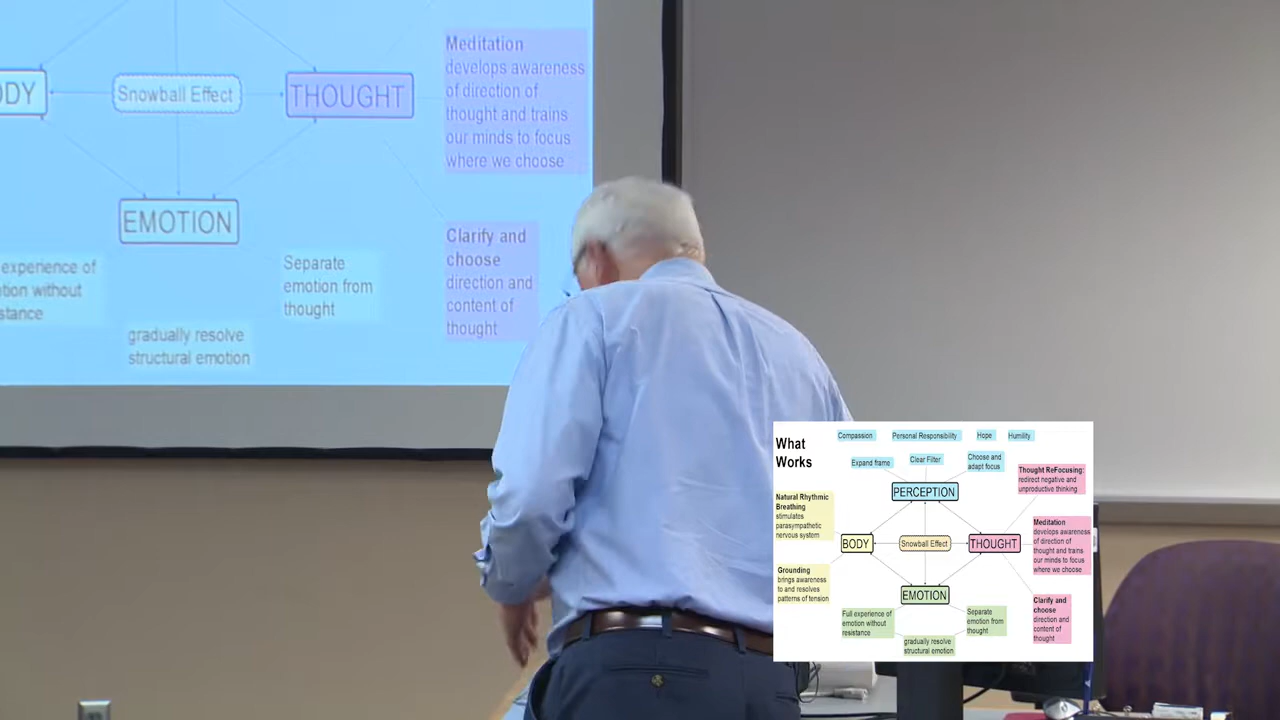 Meditation
develops awareness
of direction of
thought and trains
our minds to focus
where we choose
ODY
Snowball Effect
THOUGHT
EMOTION
experience of
tion without
stance
Separate
emotion from
thought
Clarify and
choose
direction and
content of
thought
gradually resolve
structural emotion
What
Works
Compassion
Personal Responsibility
Hope
Humility
Expand frame
Clear Filter
Choose and
adapt focus
PERCEPTION
Thought ReFocusing:
redirect negative and
unproductive thinking
Natural Rhythmic
Breathing
stimulates
parasympathetic
nervous system
BODY
Snowball Effect
THOUGHT
Meditation
develops awareness
of direction of
thought and trains
our minds to focus
where we choose
Grounding
brings awareness
to and resolves
patterns of tension
EMOTION
Full experience of
emotion without
resistance
Separate
emotion from
thought
gradually resolve
structural emotion
Clarify and
choose
direction and
content of
thought